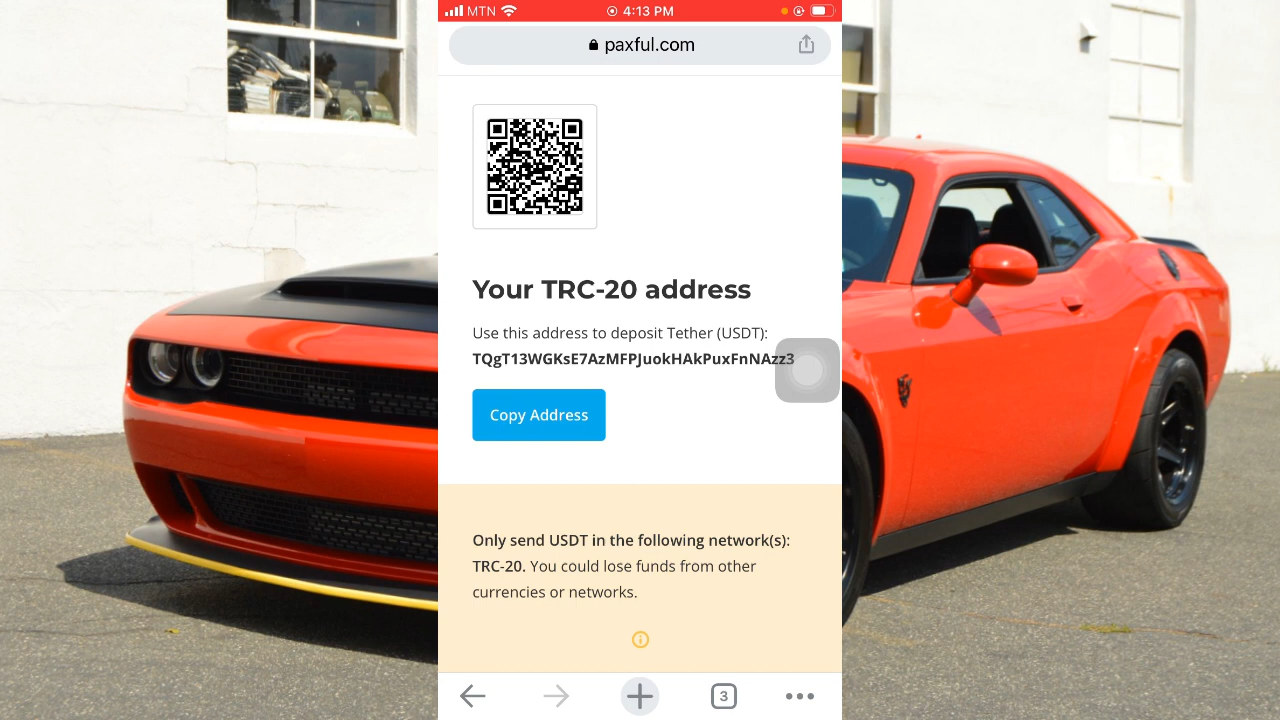 MTN 4:13 PM
paxful.com
Your TRC-20 address
Use this address to deposit Tether (USDT):
TQgT13WGKsE7AzMFPJuokHAkPuxFnNAzz3
Copy Address
Only send USDT in the following network(s):
TRC-20. You could lose funds from other
currencies or networks.
3